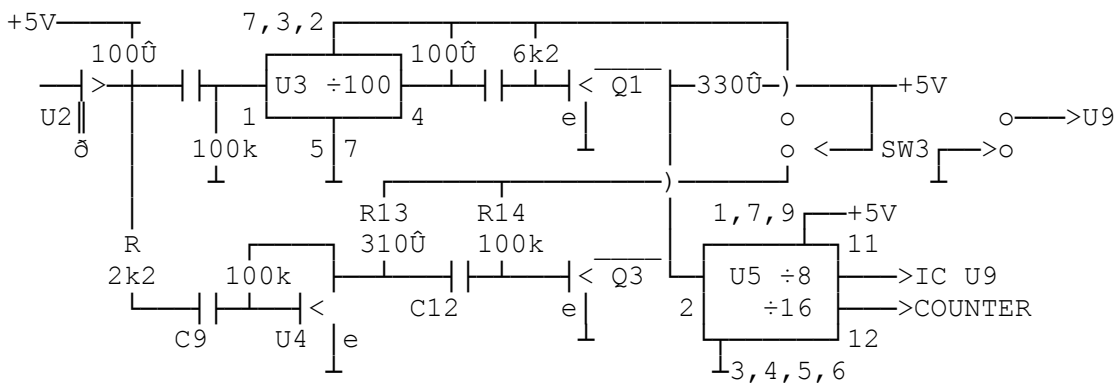 +5V 7,3,2
100Û 100Û 6k2
> U3 ÷100 < Q1 330Û ) +5V
U2 1 4 e o o >U9
ð 100k 5 7 o < SW3 >o
)
R13 R14 1,7,9 +5V
R 310Û 100k 11
2k2 100k < Q3 U5 ÷8 >IC U9
< C12 e 2 ÷16 >COUNTER
C9 U4 e 12
3,4,5,6